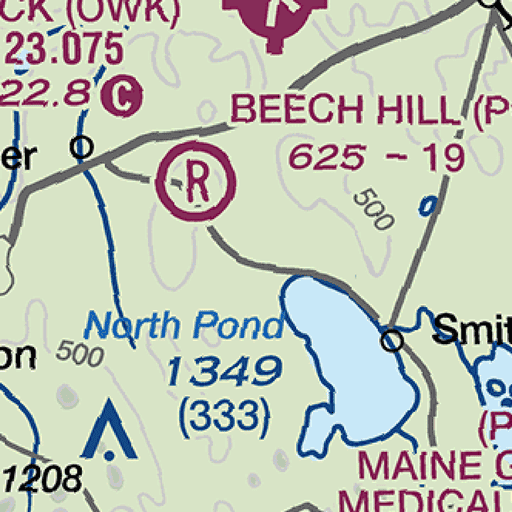 CK (OWK)
23.075
22.8 C
BEECH HILL (P
625 - 19
er
R
500
North Pond
1349
(333)
Smit
on
500
(P
1208
MAINE G
MEDICAL